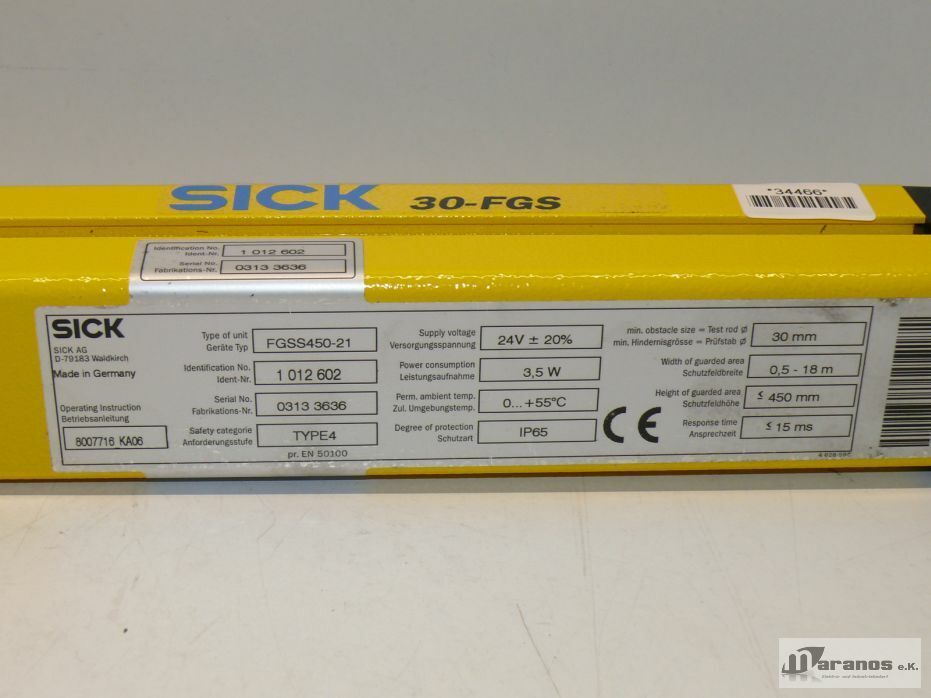 SICK 30-FGS
*34466*
Identification No.
Ident-Nr. 1 012 602
Serial No.
Fabrikations-Nr. 0313 3636
SICK
SICK AG
D-79183 Waldkirch
Made in Germany
Operating Instruction
Betriebsanleitung
8007716 KA06
Type of unit
Geräte Typ FGSS450-21
Identification No.
Ident-Nr. 1 012 602
Serial No.
Fabrikations-Nr. 0313 3636
Safety categorie
Anforderungsstufe TYPE4
pr. EN 50100
Supply voltage
Versorgungsspannung 24V ± 20%
Power consumption
Leistungsaufnahme 3,5 W
Perm. ambient temp.
Zul. Umgebungstemp. 0...+55°C
Degree of protection
Schutzart IP65
CE
min. obstacle size = Test rod ø
min. Hindernisgrösse = Prüfstab ø 30 mm
Width of guarded area
Schutzfeldbreite 0,5 - 18 m
Height of guarded area
Schutzfeldhöhe ≤ 450 mm
Response time
Ansprechzeit ≤ 15 ms
maranos e.K.